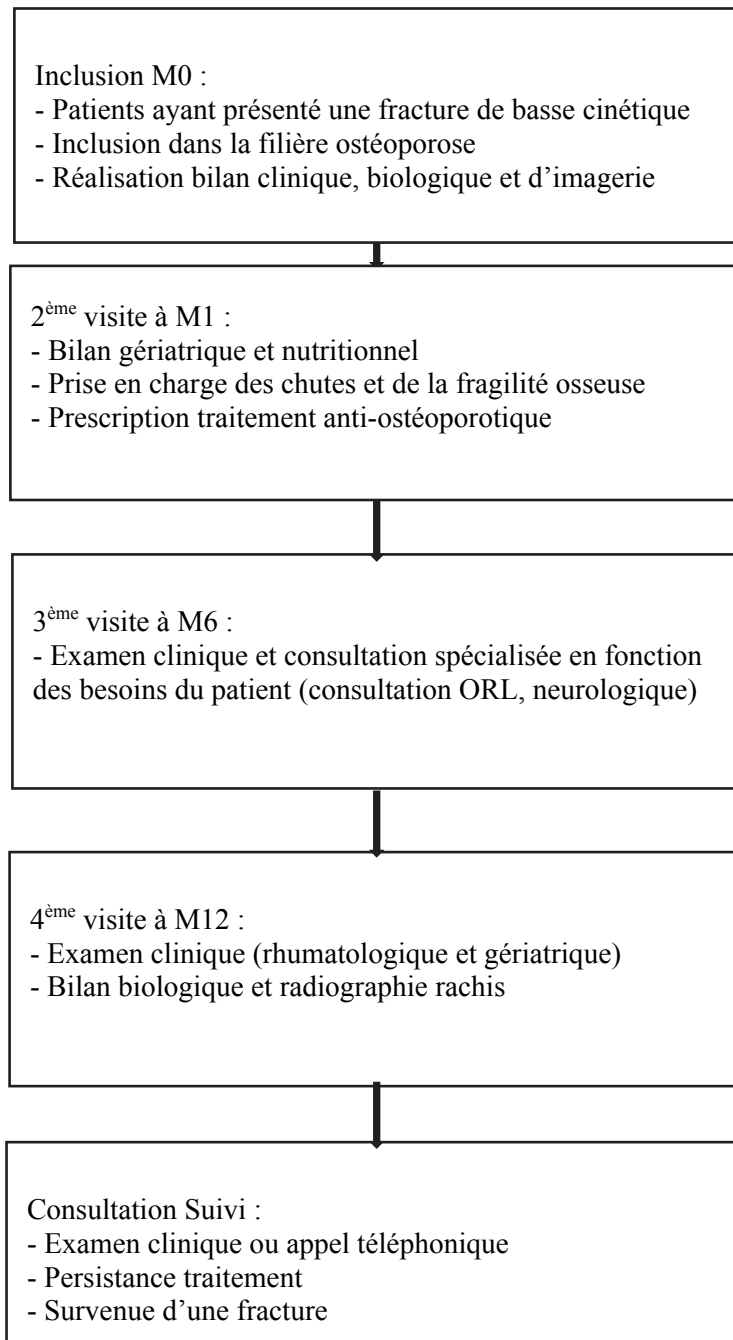 Inclusion M0 :
- Patients ayant présenté une fracture de basse cinétique
- Inclusion dans la filière ostéoporose
- Réalisation bilan clinique, biologique et d’imagerie
2ème visite à M1 :
- Bilan gériatrique et nutritionnel
- Prise en charge des chutes et de la fragilité osseuse
- Prescription traitement anti-ostéoporotique
3ème visite à M6 :
- Examen clinique et consultation spécialisée en fonction
des besoins du patient (consultation ORL, neurologique)
4ème visite à M12 :
- Examen clinique (rhumatologique et gériatrique)
- Bilan biologique et radiographie rachis
Consultation Suivi :
- Examen clinique ou appel téléphonique
- Persistance traitement
- Survenue d’une fracture